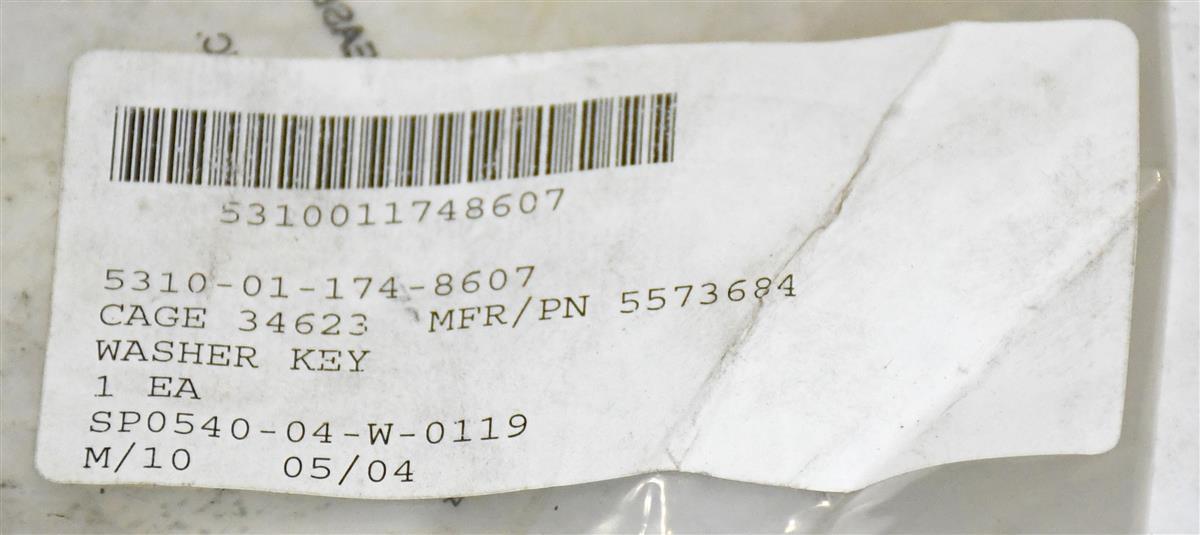 5310011748607
5310-01-174-8607
CAGE 34623 MFR/PN 5573684
WASHER KEY
1 EA
SP0540-04-W-0119
M/10 05/04